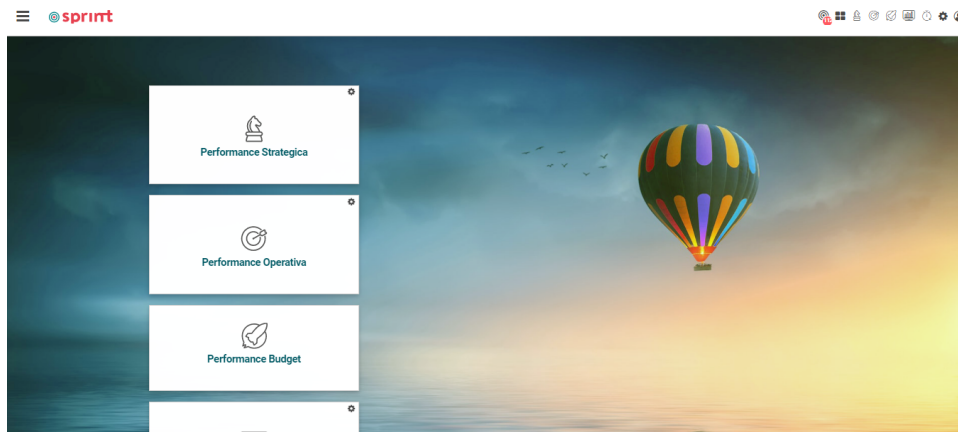 sprint
Performance Strategica
Performance Operativa
Performance Budget